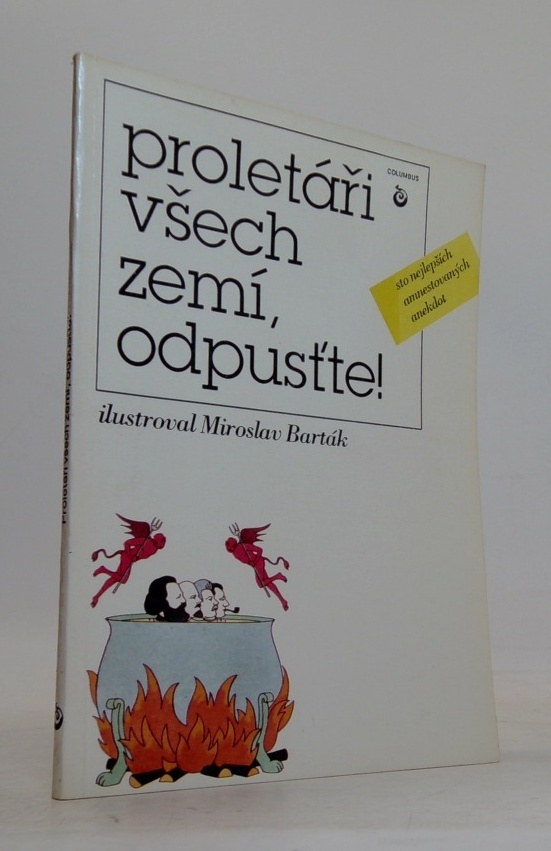 proletáři
všech
zemí,
odpusťte!
COLUMBUS
sto nejlepších
amnestovaných
anekdot
ilustroval Miroslav Barták
Proletáři všech zemí, odpusťte!